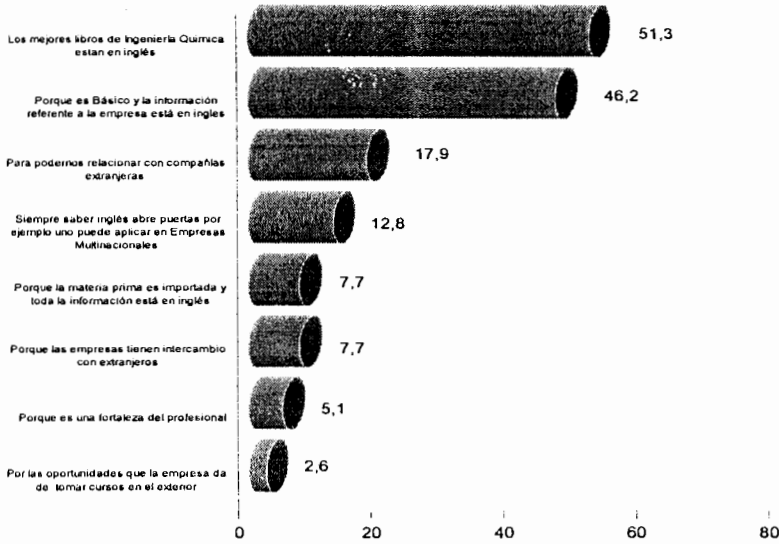 Los mejores libros de Ingeniería Química
estan en inglés
51,3
Porque es Básico y la información
referente a la empresa está en ingles
46,2
Para podernos relacionar con compañías
extranjeras
17,9
Siempre saber inglés abre puertas por
ejemplo uno puede aplicar en Empresas
Multinacionales
12,8
Porque la materia prima es importada y
toda la información está en inglés
7,7
Porque las empresas tienen intercambio
con extranjeros
7,7
Porque es una fortaleza del profesional
5,1
Por las oportunidades que la empresa da
de tomar cursos en el exterior
2,6
0 20 40 60 80